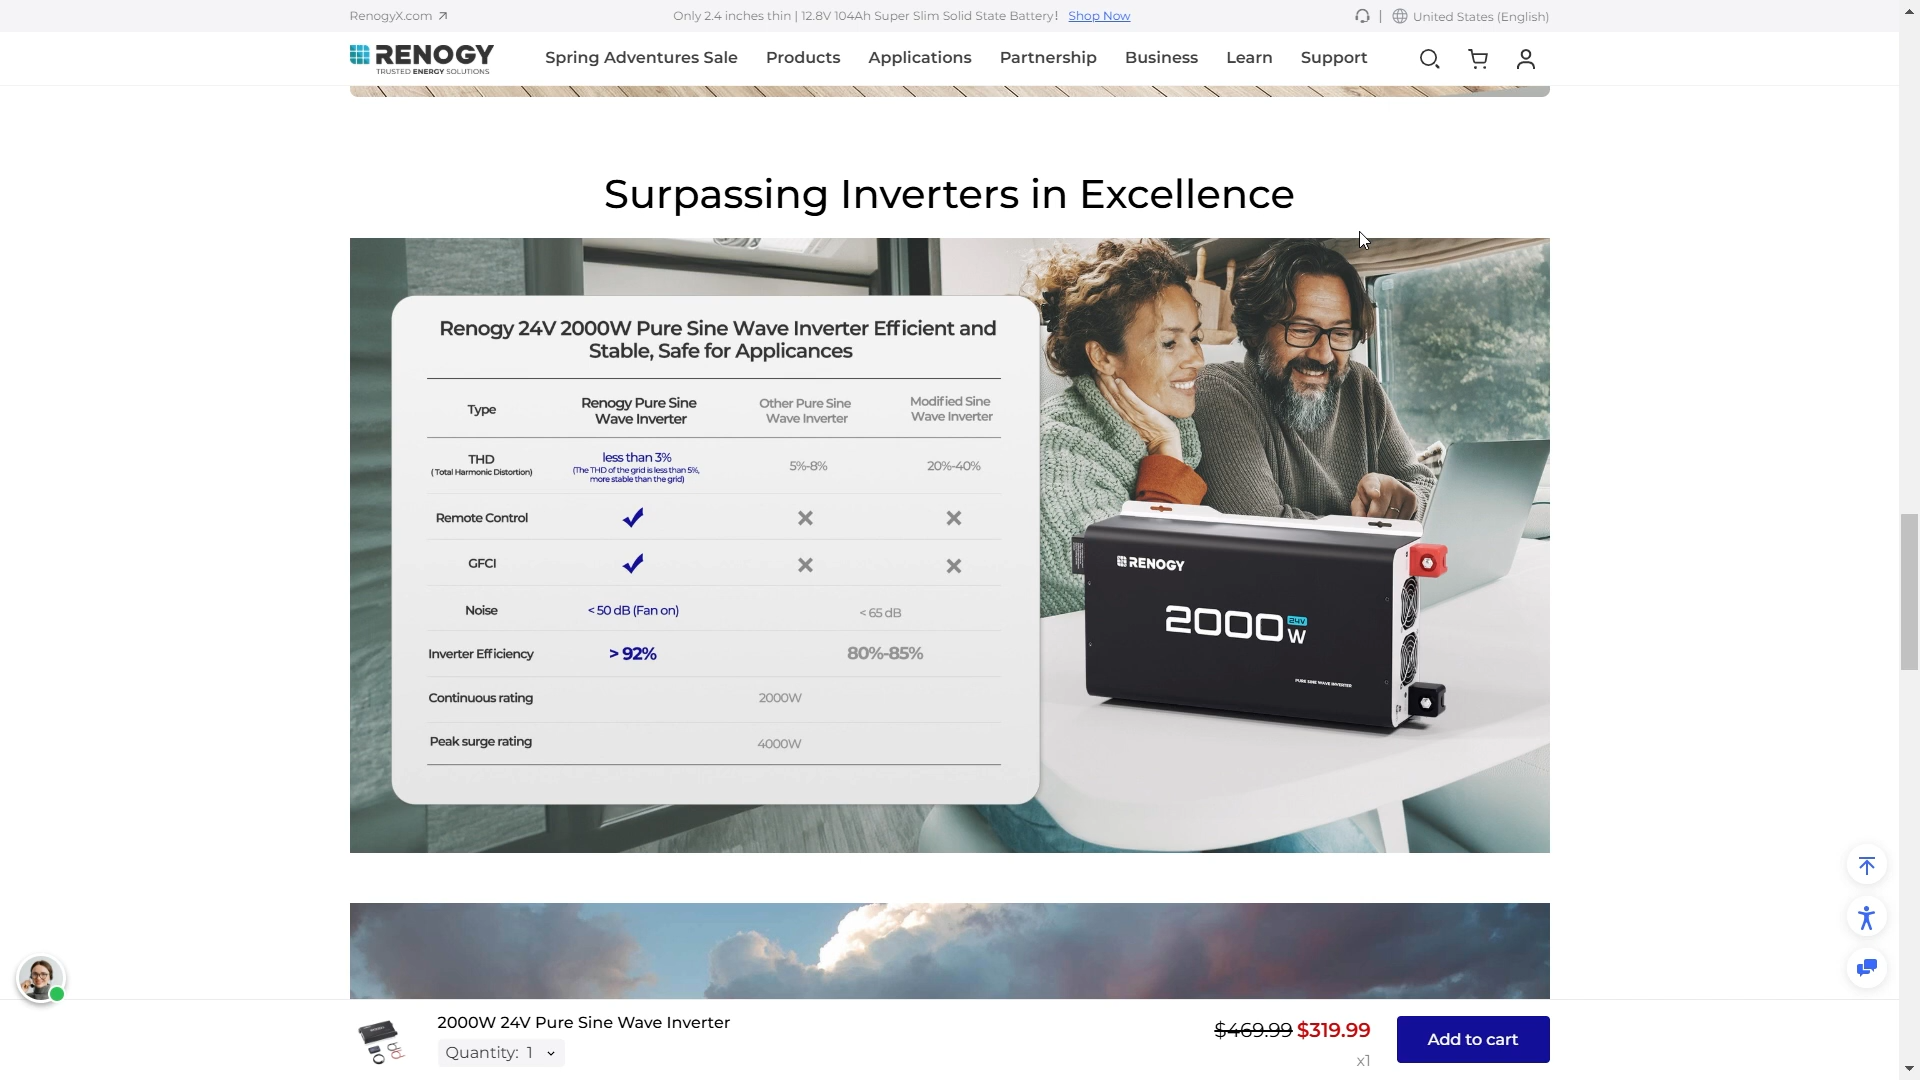 RenogyX.com
Only 2.4 inches thin | 12.8V 104Ah Super Slim Solid State Battery! Shop Now
United States (English)
RENOGY
TRUSTED ENERGY SOLUTIONS
Spring Adventures Sale
Products
Applications
Partnership
Business
Learn
Support
Surpassing Inverters in Excellence
Renogy 24V 2000W Pure Sine Wave Inverter Efficient and
Stable, Safe for Applicances
Type
Renogy Pure Sine
Wave Inverter
Other Pure Sine
Wave Inverter
Modified Sine
Wave Inverter
THD
(Total Harmonic Distortion)
less than 3%
(The THD of the grid is less than 5%,
more stable than the grid)
5%-8%
20%-40%
Remote Control
GFCI
Noise
< 50 dB (Fan on)
< 65 dB
Inverter Efficiency
> 92%
80%-85%
Continuous rating
2000W
Peak surge rating
4000W
RENOGY
2000W
24V
PURE SINE WAVE INVERTER
2000W 24V Pure Sine Wave Inverter
Quantity: 1
$469.99 $319.99
x1
Add to cart